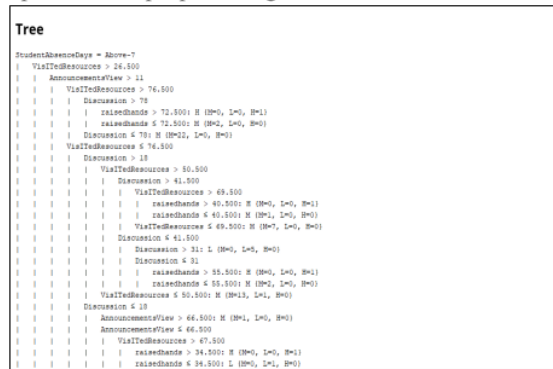 Tree
StudentAbsenceDays = Above-7
| VisITedResources > 26.500
| | AnnouncementsView > 11
| | | VisITedResources > 76.500
| | | | Discussion > 78
| | | | | raisedhands > 72.500: H {M=0, L=0, H=1}
| | | | | raisedhands ≤ 72.500: M {M=2, L=0, H=0}
| | | | Discussion ≤ 78: M {M=22, L=0, H=0}
| | | VisITedResources ≤ 76.500
| | | | Discussion > 18
| | | | | VisITedResources > 50.500
| | | | | | Discussion > 41.500
| | | | | | | VisITedResources > 69.500
| | | | | | | | raisedhands > 40.500: H {M=0, L=0, H=1}
| | | | | | | | raisedhands ≤ 40.500: M {M=1, L=0, H=0}
| | | | | | | VisITedResources ≤ 69.500: M {M=7, L=0, H=0}
| | | | | | Discussion ≤ 41.500
| | | | | | | Discussion > 31: L {M=0, L=5, H=0}
| | | | | | | Discussion ≤ 31
| | | | | | | | raisedhands > 55.500: H {M=0, L=0, H=1}
| | | | | | | | raisedhands ≤ 55.500: M {M=2, L=0, H=0}
| | | | | VisITedResources ≤ 50.500: M {M=13, L=1, H=0}
| | | | Discussion ≤ 18
| | | | | AnnouncementsView > 66.500: M {M=1, L=0, H=0}
| | | | | AnnouncementsView ≤ 66.500
| | | | | | VisITedResources > 67.500
| | | | | | | raisedhands > 34.500: H {M=0, L=0, H=1}
| | | | | | | raisedhands ≤ 34.500: L {M=0, L=1, H=0}